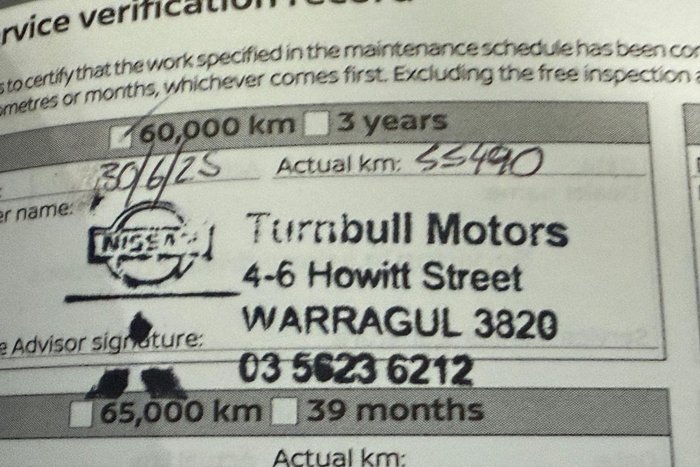 rvice verification record
s to certify that the work specified in the maintenance schedule has been con
ometres or months, whichever comes first. Excluding the free inspection a
60,000 km 3 years
30/6/25 Actual km: 55490
er name:
NISSAN Turnbull Motors
4-6 Howitt Street
WARRAGUL 3820
e Advisor signature:
03 5623 6212
65,000 km 39 months
Actual km: